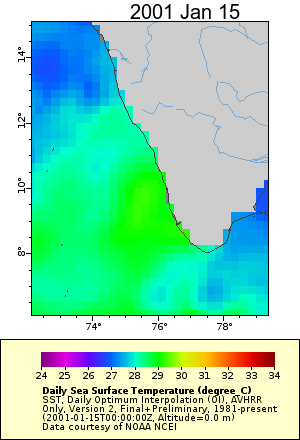 2001 Jan 15
14°
12°
10°
8°
74° 76° 78°
24 25 26 27 28 29 30 31 32 33 34
Daily Sea Surface Temperature (degree_C)
SST, Daily Optimum Interpolation (OI), AVHRR
Only, Version 2, Final+Preliminary, 1981-present
(2001-01-15T00:00:00Z, Altitude=0.0 m)
Data courtesy of NOAA NCEI